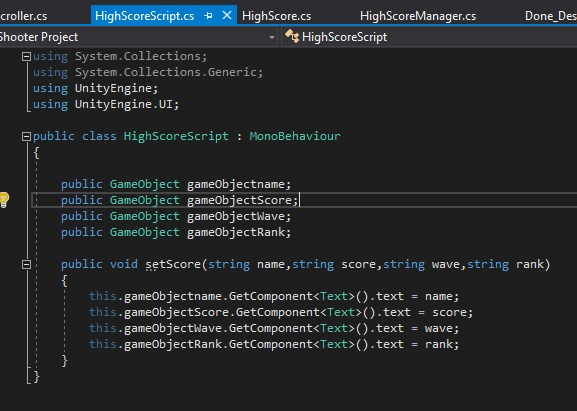 croller.cs HighScoreScript.cs HighScore.cs HighScoreManager.cs Done_Des
Shooter Project HighScoreScript
using System.Collections;
using System.Collections.Generic;
using UnityEngine;
using UnityEngine.UI;
public class HighScoreScript : MonoBehaviour
{
public GameObject gameObjectname;
public GameObject gameObjectScore;
public GameObject gameObjectWave;
public GameObject gameObjectRank;
public void setScore(string name,string score,string wave,string rank)
{
this.gameObjectname.GetComponent<Text>().text = name;
this.gameObjectScore.GetComponent<Text>().text = score;
this.gameObjectWave.GetComponent<Text>().text = wave;
this.gameObjectRank.GetComponent<Text>().text = rank;
}
}